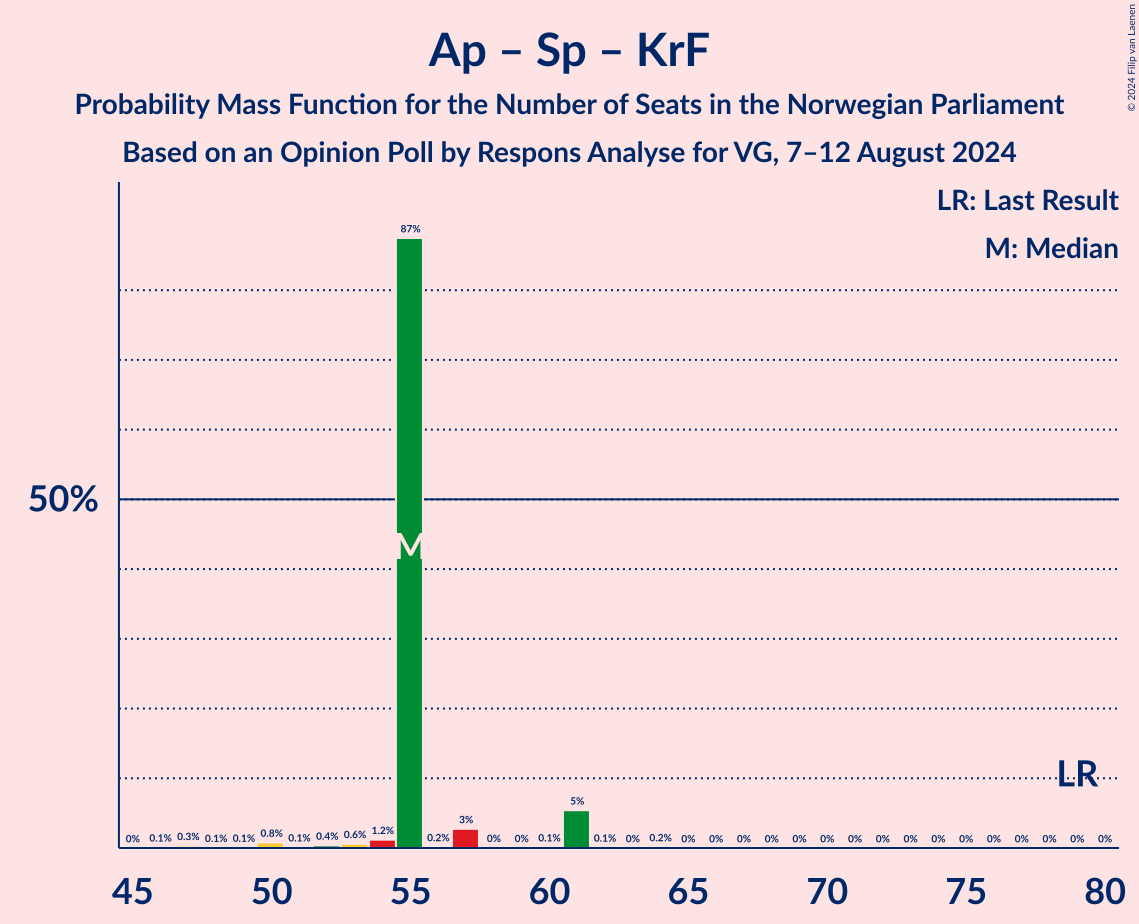 Ap – Sp – KrF
Probability Mass Function for the Number of Seats in the Norwegian Parliament
Based on an Opinion Poll by Respons Analyse for VG, 7–12 August 2024
© 2024 Filip van Laenen
LR: Last Result
M: Median
87%
50%
M
LR
0% 0.1% 0.3% 0.1% 0.1% 0.8% 0.1% 0.4% 0.6% 1.2% 0.2% 3% 0% 0% 0.1% 5% 0.1% 0% 0.2% 0% 0% 0% 0% 0% 0% 0% 0% 0% 0% 0% 0% 0% 0% 0% 0%
45 50 55 60 65 70 75 80